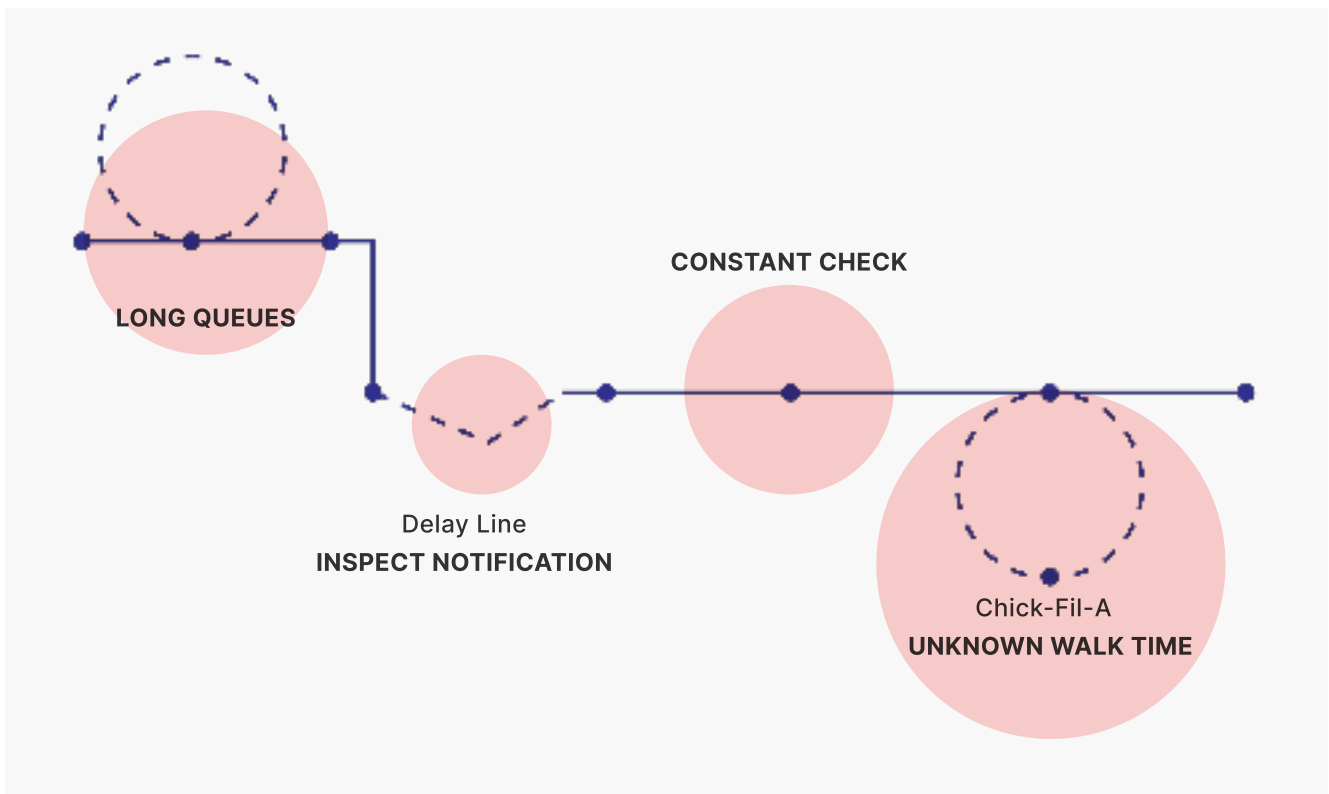 CONSTANT CHECK
LONG QUEUES
Delay Line
INSPECT NOTIFICATION
Chick-Fil-A
UNKNOWN WALK TIME